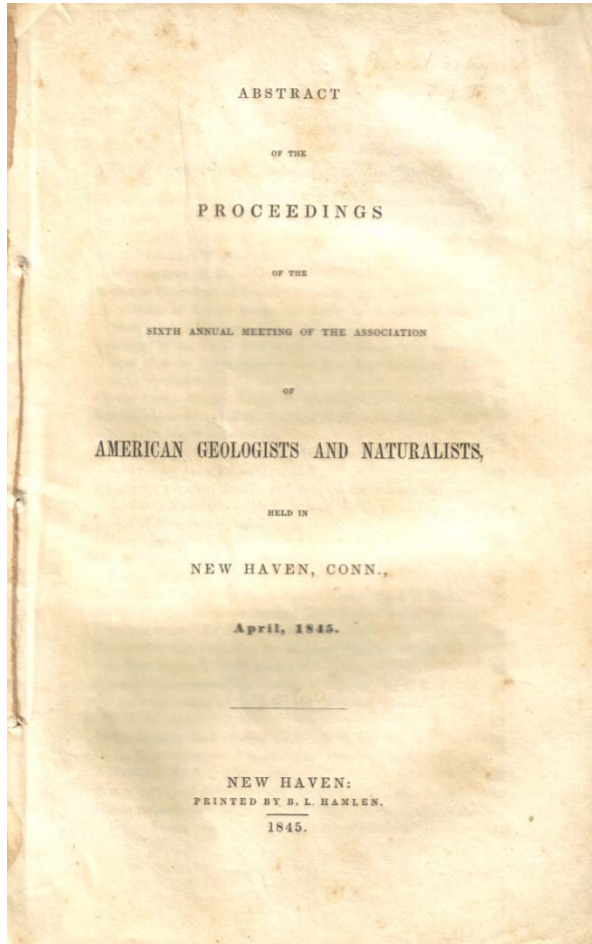 ABSTRACT
OF THE
PROCEEDINGS
OF THE
SIXTH ANNUAL MEETING OF THE ASSOCIATION
OF
AMERICAN GEOLOGISTS AND NATURALISTS,
HELD IN
NEW HAVEN, CONN.,
April, 1845.
NEW HAVEN:
PRINTED BY B. L. HAMLEN.
1845.